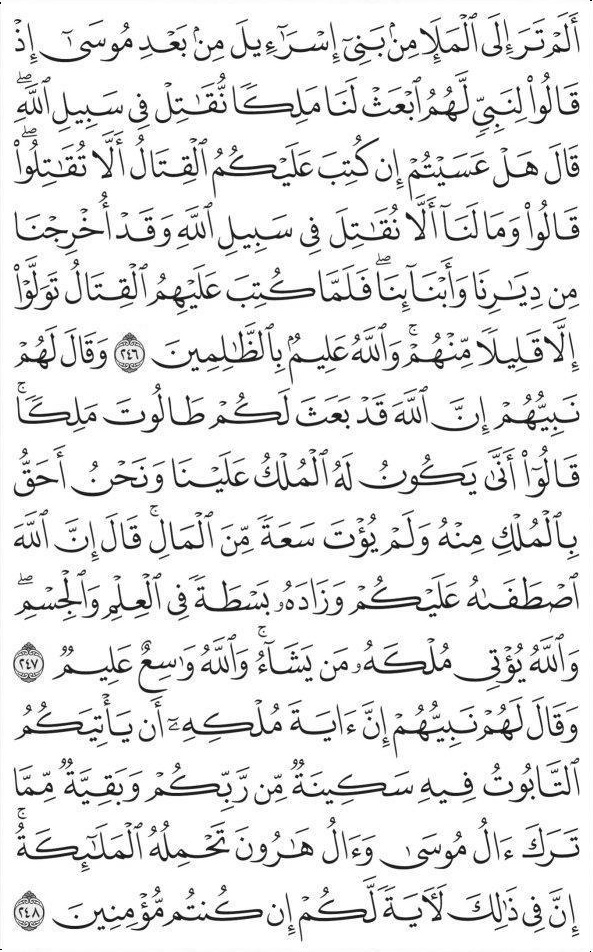 أَلَمْ تَرَ إِلَى ٱلْمَلَإِ مِنۢ بَنِىٓ إِسْرَٰٓءِيلَ مِنۢ بَعْدِ مُوسَىٰٓ إِذْ
قَالُوا۟ لِنَبِىٍّ لَّهُمُ ٱبْعَثْ لَنَا مَلِكًا نُّقَٰتِلْ فِى سَبِيلِ ٱللَّهِ ۖ
قَالَ هَلْ عَسَيْتُمْ إِن كُتِبَ عَلَيْكُمُ ٱلْقِتَالُ أَلَّا تُقَٰتِلُوا۟ ۖ
قَالُوا۟ وَمَا لَنَآ أَلَّا نُقَٰتِلَ فِى سَبِيلِ ٱللَّهِ وَقَدْ أُخْرِجْنَا
مِن دِيَٰرِنَا وَأَبْنَآئِنَا ۖ فَلَمَّا كُتِبَ عَلَيْهِمُ ٱلْقِتَالُ تَوَلَّوْا۟
إِلَّا قَلِيلًا مِّنْهُمْ ۗ وَٱللَّهُ عَلِيمٌۢ بِٱلظَّٰلِمِينَ ٢٤٦ وَقَالَ لَهُمْ
نَبِيُّهُمْ إِنَّ ٱللَّهَ قَدْ بَعَثَ لَكُمْ طَالُوتَ مَلِكًا ۚ
قَالُوٓا۟ أَنَّىٰ يَكُونُ لَهُ ٱلْمُلْكُ عَلَيْنَا وَنَحْنُ أَحَقُّ
بِٱلْمُلْكِ مِنْهُ وَلَمْ يُؤْتَ سَعَةً مِّنَ ٱلْمَالِ ۚ قَالَ إِنَّ ٱللَّهَ
ٱصْطَفَىٰهُ عَلَيْكُمْ وَزَادَهُۥ بَسْطَةً فِى ٱلْعِلْمِ وَٱلْجِسْمِ ۖ
وَٱللَّهُ يُؤْتِى مُلْكَهُۥ مَن يَشَآءُ ۚ وَٱللَّهُ وَٰسِعٌ عَلِيمٌ ٢٤٧
وَقَالَ لَهُمْ نَبِيُّهُمْ إِنَّ ءَايَةَ مُلْكِهِۦٓ أَن يَأْتِيَكُمُ
ٱلتَّابُوتُ فِيهِ سَكِينَةٌ مِّن رَّبِّكُمْ وَبَقِيَّةٌ مِّمَّا
تَرَكَ ءَالُ مُوسَىٰ وَءَالُ هَٰرُونَ تَحْمِلُهُ ٱلْمَلَٰٓئِكَةُ ۚ
إِنَّ فِى ذَٰلِكَ لَءَايَةً لَّكُمْ إِن كُنتُم مُّؤْمِنِينَ ٢٤٨